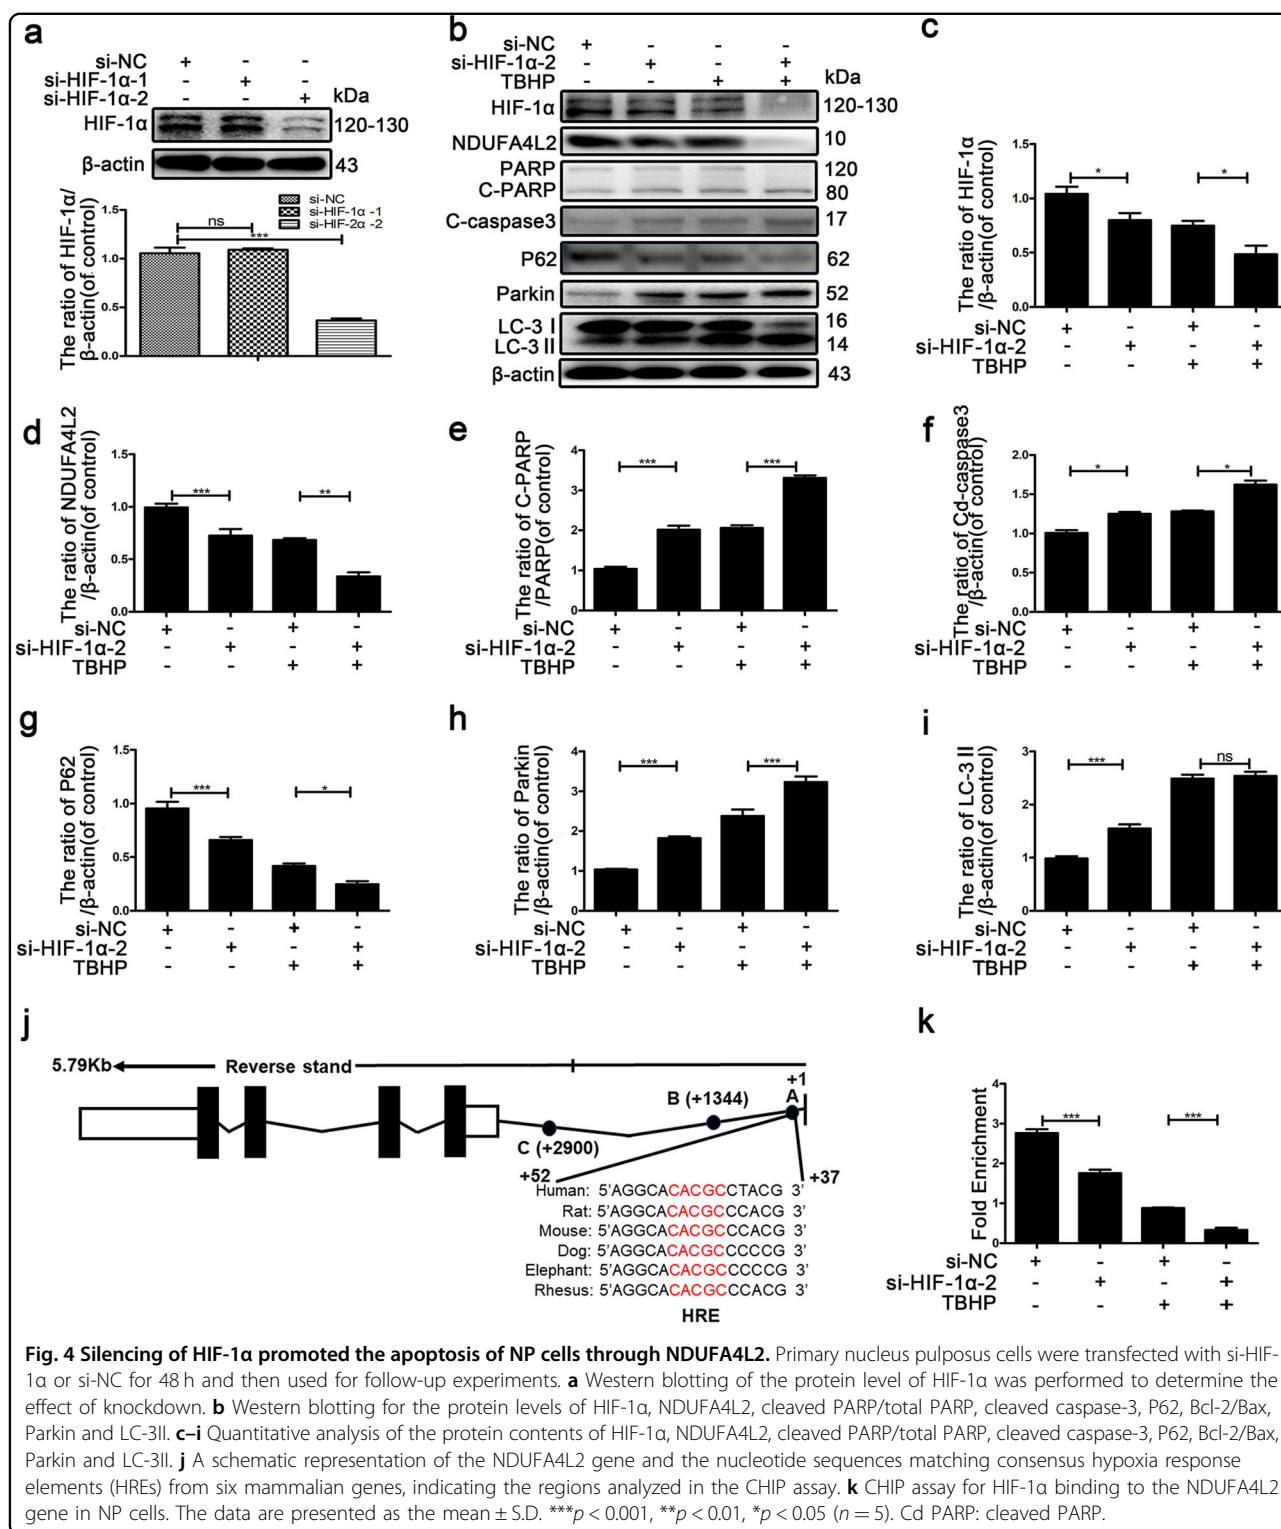 a
si-NC + - -
si-HIF-1α-1 - + -
si-HIF-1α-2 - - + kDa
HIF-1α 120-130
β-actin 43
The ratio of HIF-1α/
β-actin(of control)
1.5
1.0
0.5
0.0
ns
***
si-NC
si-HIF-1α -1
si-HIF-2α -2
b
si-NC + - - -
si-HIF-1α-2 - + - +
TBHP - - + + kDa
HIF-1α 120-130
NDUFA4L2 10
PARP 120
C-PARP 80
C-caspase3 17
P62 62
Parkin 52
LC-3 I 16
LC-3 II 14
β-actin 43
c
The ratio of HIF-1α
/β-actin(of control)
1.5
1.0
0.5
0.0
* *
si-NC + - + -
si-HIF-1α-2 - + - +
TBHP - - + +
d
The ratio of NDUFA4L2
/β-actin(of control)
1.5
1.0
0.5
0.0
*** **
si-NC + - + -
si-HIF-1α-2 - + - +
TBHP - - + +
e
The ratio of C-PARP
/PARP(of control)
4
3
2
1
0
*** ***
si-NC + - + -
si-HIF-1α-2 - + - +
TBHP - - + +
f
The ratio of Cd-caspase3
/β-actin(of control)
2.0
1.5
1.0
0.5
0.0
* *
si-NC + - + -
si-HIF-1α-2 - + - +
TBHP - - + +
g
The ratio of P62
/β-actin(of control)
1.5
1.0
0.5
0.0
*** *
si-NC + - + -
si-HIF-1α-2 - + - +
TBHP - - + +
h
The ratio of Parkin
/β-actin(of control)
4
3
2
1
0
*** ***
si-NC + - + -
si-HIF-1α-2 - + - +
TBHP - - + +
i
The ratio of LC-3 II
/β-actin(of control)
3
2
1
0
*** ns
si-NC + - + -
si-HIF-1α-2 - + - +
TBHP - - + +
j
5.79Kb Reverse stand
+1
A
B (+1344)
C (+2900)
+52 +37
Human: 5'AGGCACACGCCTACG 3'
Rat: 5'AGGCACACGCCCACG 3'
Mouse: 5'AGGCACACGCCCACG 3'
Dog: 5'AGGCACACGCCCCCG 3'
Elephant: 5'AGGCACACGCCCCCG 3'
Rhesus: 5'AGGCACACGCCCACG 3'
HRE
k
Fold Enrichment
4
3
2
1
0
*** ***
si-NC + - + -
si-HIF-1α-2 - + - +
TBHP - - + +
Fig. 4 Silencing of HIF-1α promoted the apoptosis of NP cells through NDUFA4L2. Primary nucleus pulposus cells were transfected with si-HIF-
1α or si-NC for 48 h and then used for follow-up experiments. a Western blotting of the protein level of HIF-1α was performed to determine the
effect of knockdown. b Western blotting for the protein levels of HIF-1α, NDUFA4L2, cleaved PARP/total PARP, cleaved caspase-3, P62, Bcl-2/Bax,
Parkin and LC-3II. c–i Quantitative analysis of the protein contents of HIF-1α, NDUFA4L2, cleaved PARP/total PARP, cleaved caspase-3, P62, Bcl-2/Bax,
Parkin and LC-3II. j A schematic representation of the NDUFA4L2 gene and the nucleotide sequences matching consensus hypoxia response
elements (HREs) from six mammalian genes, indicating the regions analyzed in the CHIP assay. k CHIP assay for HIF-1α binding to the NDUFA4L2
gene in NP cells. The data are presented as the mean ± S.D. ***p < 0.001, **p < 0.01, *p < 0.05 (n = 5). Cd PARP: cleaved PARP.